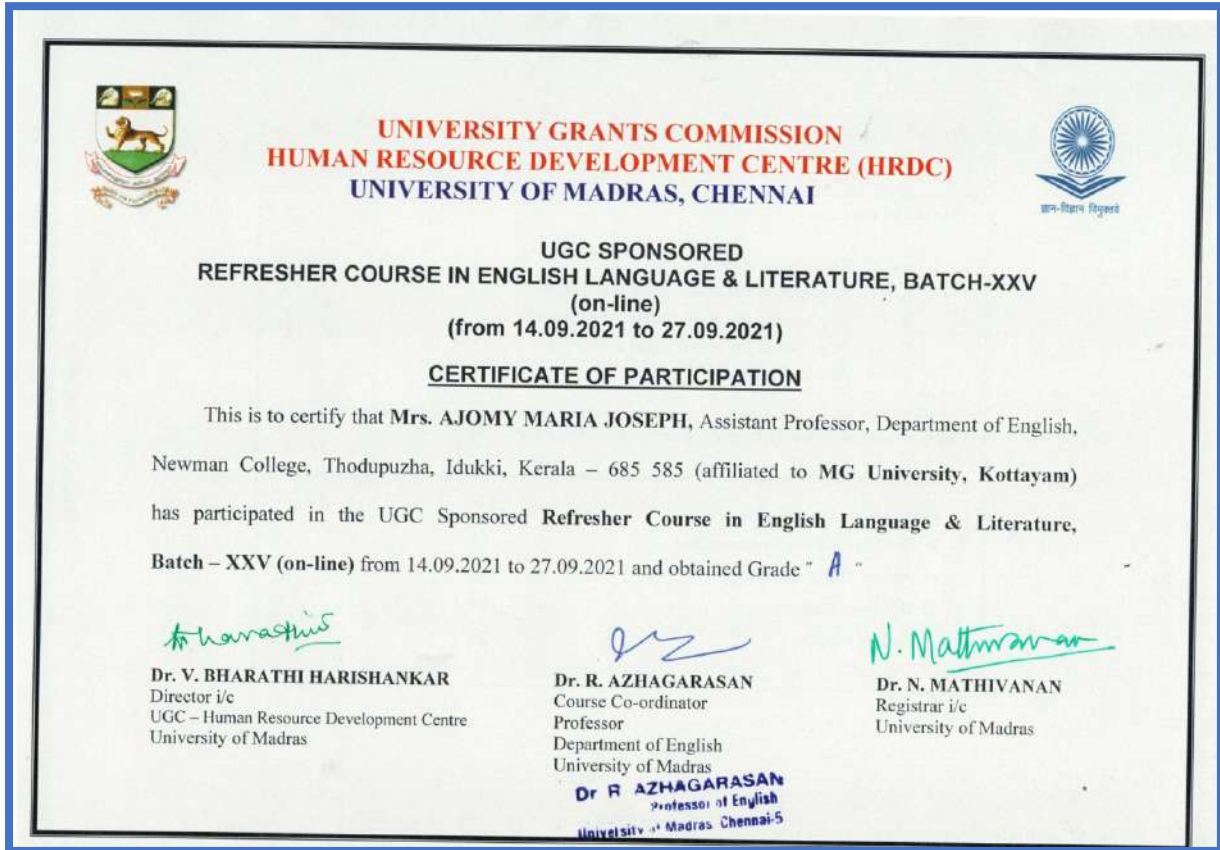 UNIVERSITY GRANTS COMMISSION
HUMAN RESOURCE DEVELOPMENT CENTRE (HRDC)
UNIVERSITY OF MADRAS, CHENNAI
ज्ञान-विज्ञान विमुक्तये
UGC SPONSORED
REFRESHER COURSE IN ENGLISH LANGUAGE & LITERATURE, BATCH-XXV
(on-line)
(from 14.09.2021 to 27.09.2021)
CERTIFICATE OF PARTICIPATION
This is to certify that Mrs. AJOMY MARIA JOSEPH, Assistant Professor, Department of English,
Newman College, Thodupuzha, Idukki, Kerala – 685 585 (affiliated to MG University, Kottayam)
has participated in the UGC Sponsored Refresher Course in English Language & Literature,
Batch – XXV (on-line) from 14.09.2021 to 27.09.2021 and obtained Grade " A "
N. Mathivanan
Dr. V. BHARATHI HARISHANKAR
Director i/c
UGC – Human Resource Development Centre
University of Madras
Dr. R. AZHAGARASAN
Course Co-ordinator
Professor
Department of English
University of Madras
Dr R AZHAGARASAN
Professor of English
University of Madras Chennai-5
Dr. N. MATHIVANAN
Registrar i/c
University of Madras